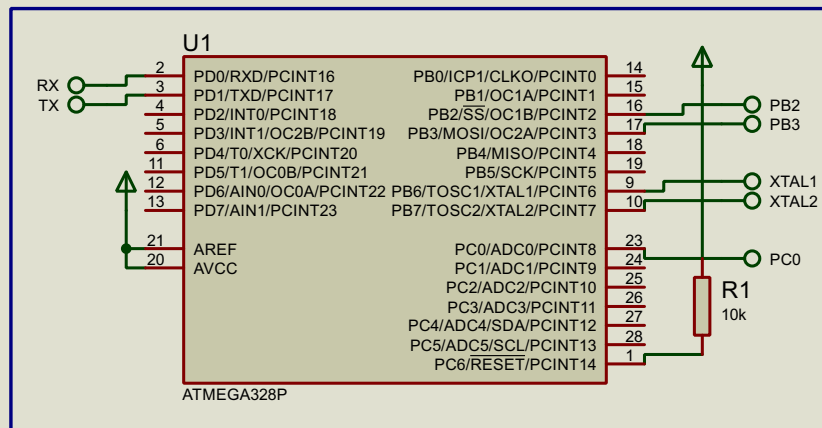 U1
RX
TX
2 PD0/RXD/PCINT16
3 PD1/TXD/PCINT17
4 PD2/INT0/PCINT18
5 PD3/INT1/OC2B/PCINT19
6 PD4/T0/XCK/PCINT20
11 PD5/T1/OC0B/PCINT21
12 PD6/AIN0/OC0A/PCINT22
13 PD7/AIN1/PCINT23
21 AREF
20 AVCC
PB0/ICP1/CLKO/PCINT0 14
PB1/OC1A/PCINT1 15
PB2/SS/OC1B/PCINT2 16
PB3/MOSI/OC2A/PCINT3 17
PB4/MISO/PCINT4 18
PB5/SCK/PCINT5 19
PB6/TOSC1/XTAL1/PCINT6 9
PB7/TOSC2/XTAL2/PCINT7 10
PC0/ADC0/PCINT8 23
PC1/ADC1/PCINT9 24
PC2/ADC2/PCINT10 25
PC3/ADC3/PCINT11 26
PC4/ADC4/SDA/PCINT12 27
PC5/ADC5/SCL/PCINT13 28
PC6/RESET/PCINT14 1
PB2
PB3
XTAL1
XTAL2
PC0
R1
10k
ATMEGA328P